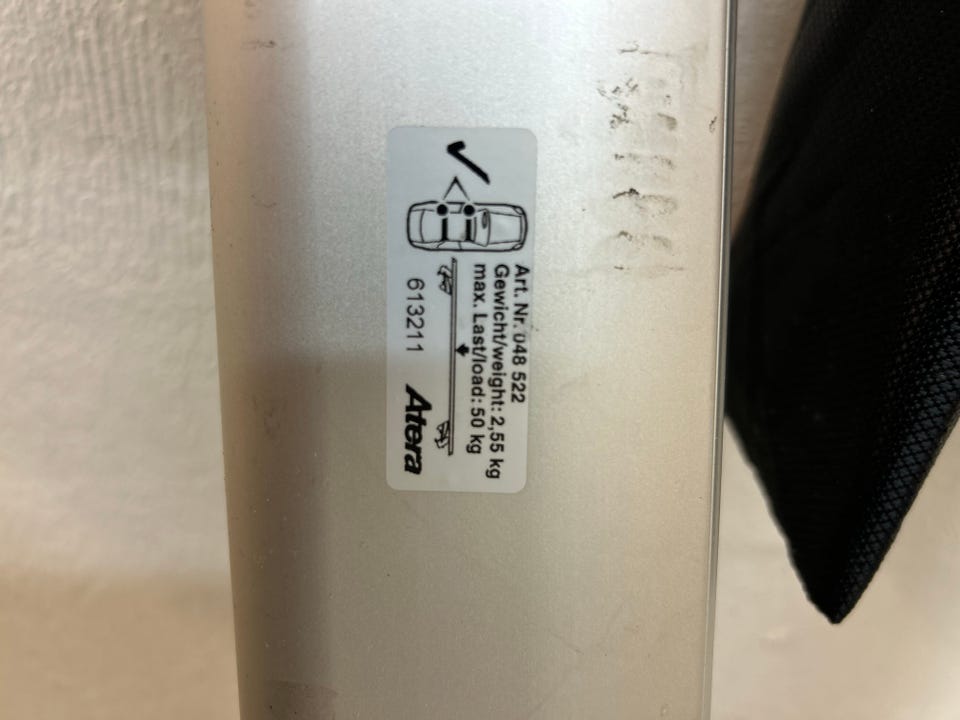 Art. Nr. 048 522
Gewicht/weight: 2,55 kg
max. Last/load: 50 kg
613211
Atera